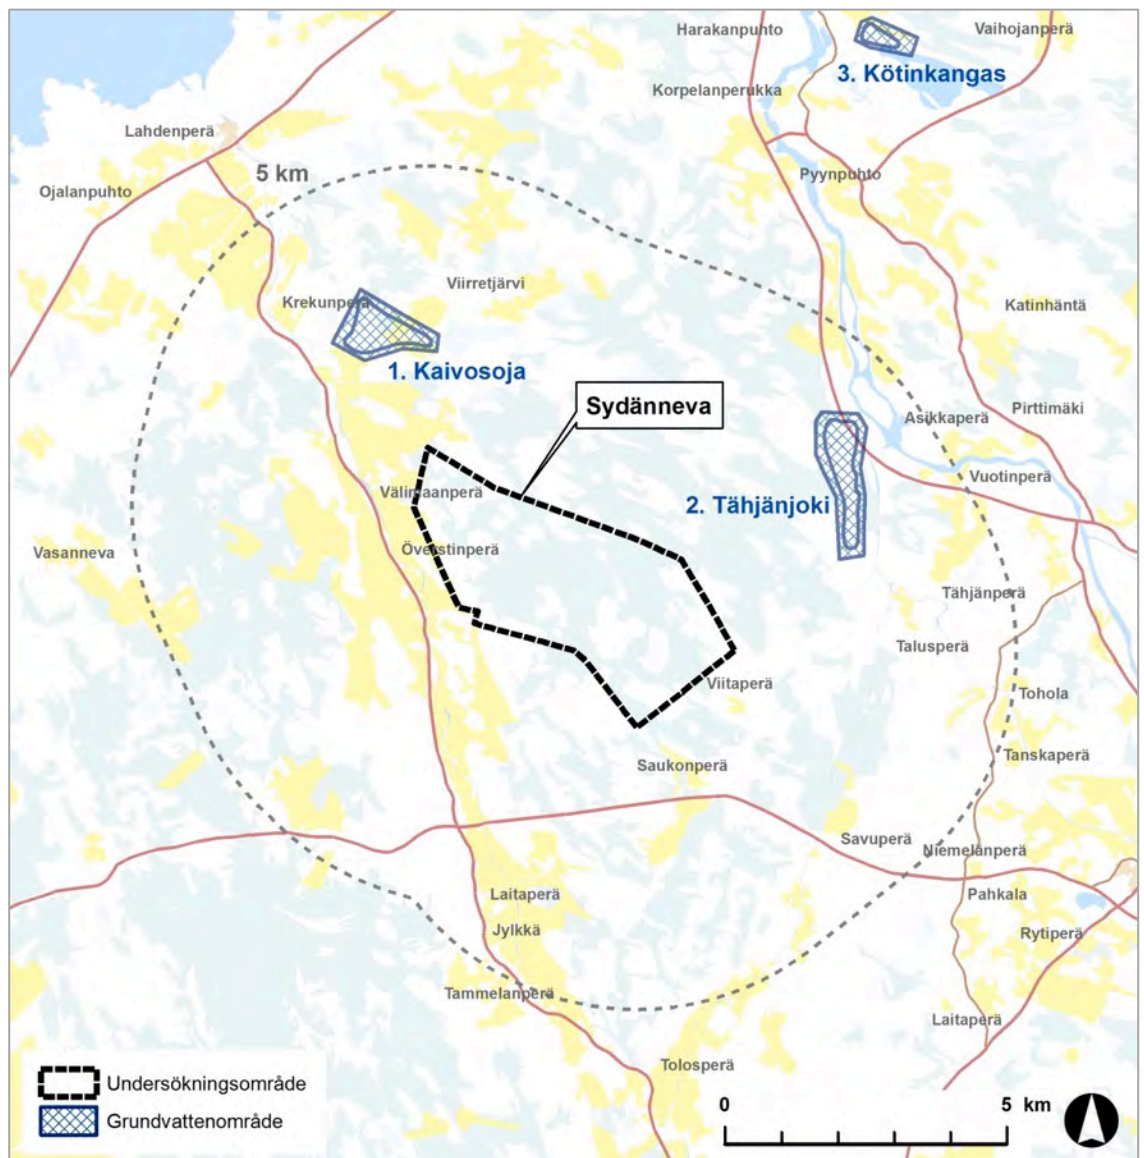 Harakanpuhto
Vaihojanperä
3. Kötinkangas
Korpelanperukka
Lahdenperä
5 km
Pyynpuhto
Ojalanpuhto
Viirretjärvi
Krekunperä
Katinhäntä
1. Kaivosoja
Sydänneva
Pirttimäki
Asikkaperä
Vuotinperä
Välimaanperä
2. Tähjänjoki
Vasanneva
Överstinperä
Tähjänperä
Talusperä
Viitaperä
Tohola
Saukonperä
Tanskaperä
Savuperä
Niemelänperä
Laitaperä
Pahkala
Jylkkä
Rytiperä
Tammelanperä
Laitaperä
Tolosperä
Undersökningsområde
Grundvattenområde
0 5 km